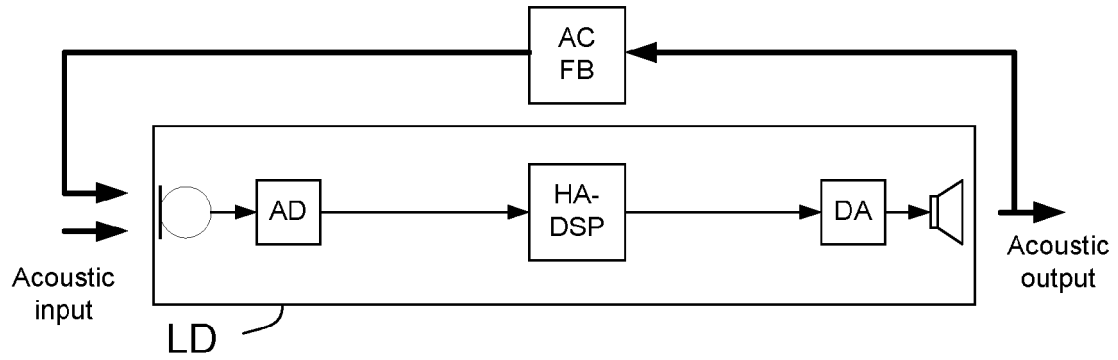 AC
FB
AD
HA-
DSP
DA
Acoustic
input
Acoustic
output
LD